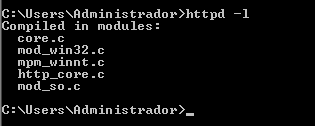 C:\Users\Administrador>httpd -l
Compiled in modules:
  core.c
  mod_win32.c
  mpm_winnt.c
  http_core.c
  mod_so.c
C:\Users\Administrador>_